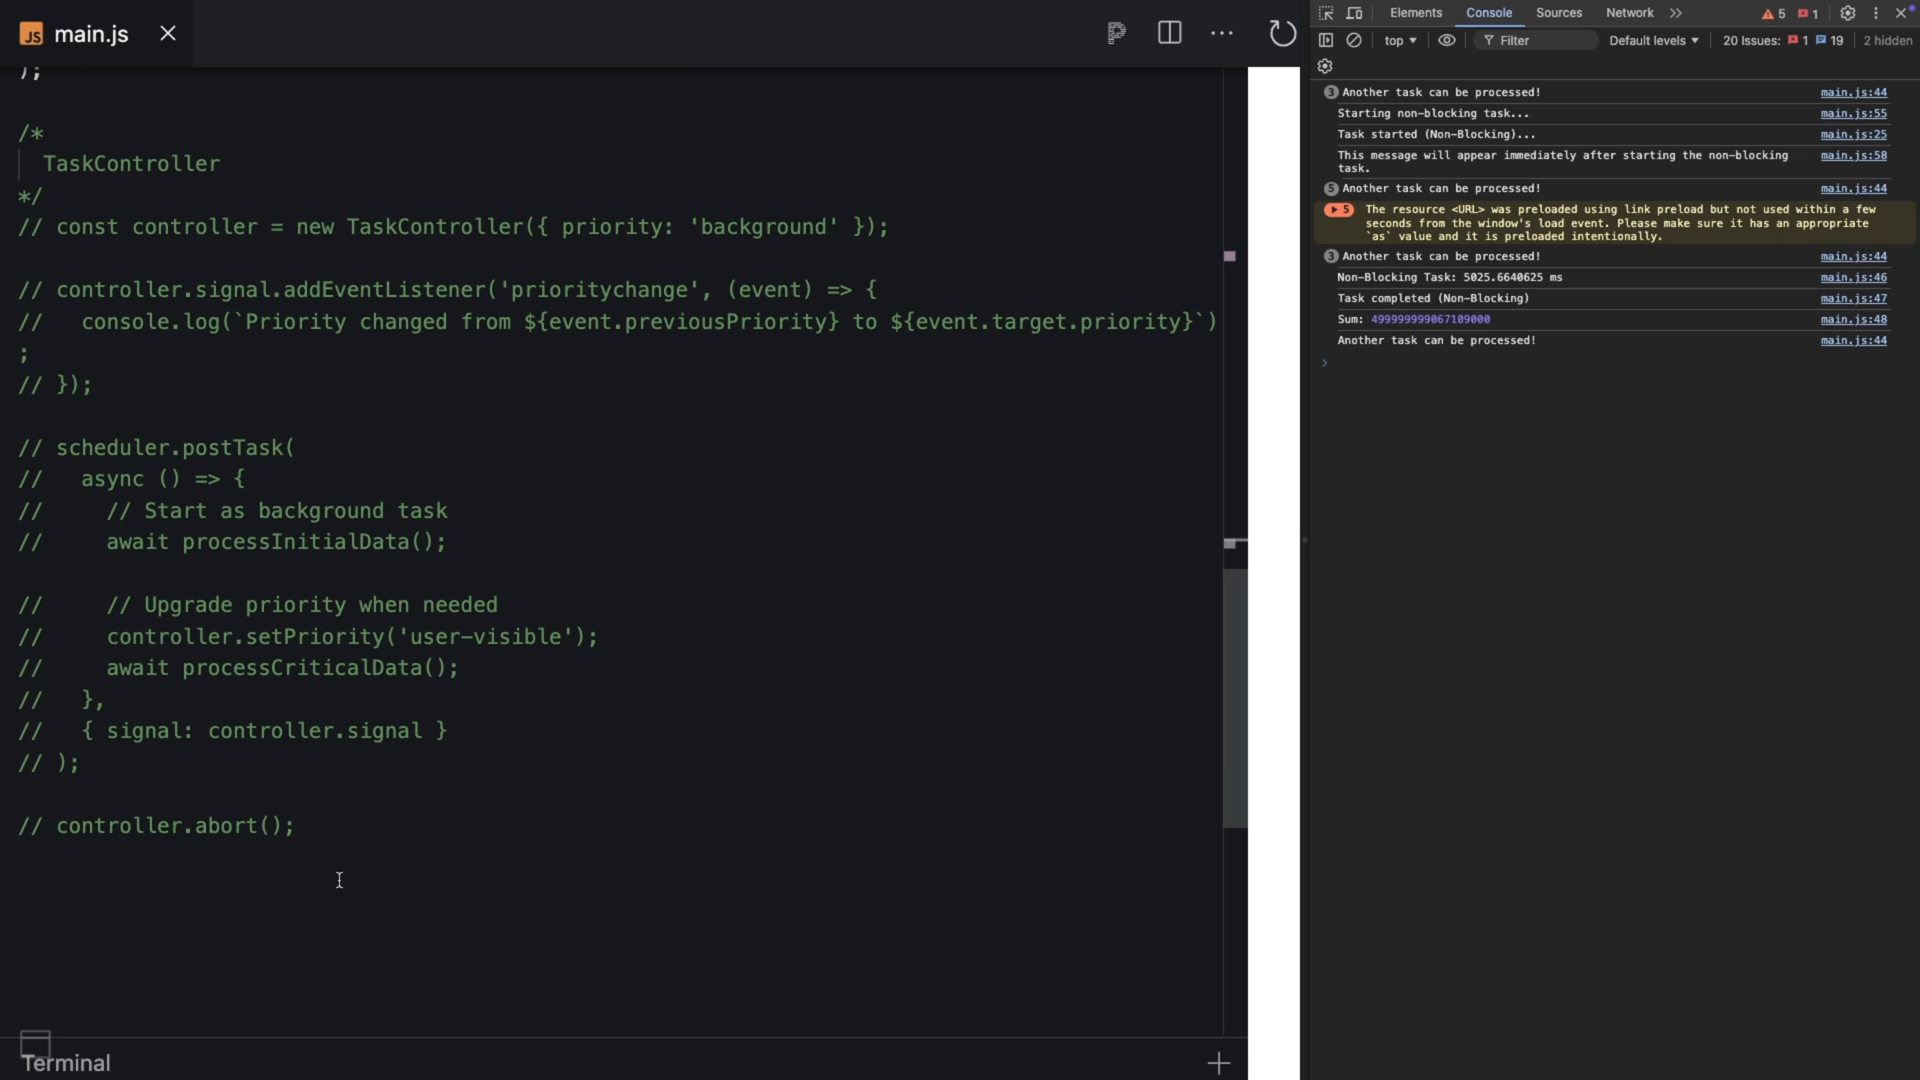 JS main.js
);
/*
TaskController
*/
// const controller = new TaskController({ priority: 'background' });
// controller.signal.addEventListener('prioritychange', (event) => {
//   console.log(`Priority changed from ${event.previousPriority} to ${event.target.priority}`)
;
// });
// scheduler.postTask(
//   async () => {
//     // Start as background task
//     await processInitialData();
//     // Upgrade priority when needed
//     controller.setPriority('user-visible');
//     await processCriticalData();
//   },
//   { signal: controller.signal }
// );
// controller.abort();
Terminal
Elements Console Sources Network 5 1
top Filter Default levels 20 Issues: 1 19 2 hidden
3 Another task can be processed! main.js:44
Starting non-blocking task... main.js:55
Task started (Non-Blocking)... main.js:25
This message will appear immediately after starting the non-blocking main.js:58
task.
5 Another task can be processed! main.js:44
5 The resource <URL> was preloaded using link preload but not used within a few
seconds from the window's load event. Please make sure it has an appropriate
`as` value and it is preloaded intentionally.
3 Another task can be processed! main.js:44
Non-Blocking Task: 5025.6640625 ms main.js:46
Task completed (Non-Blocking) main.js:47
Sum: 499999999067109000 main.js:48
Another task can be processed! main.js:44